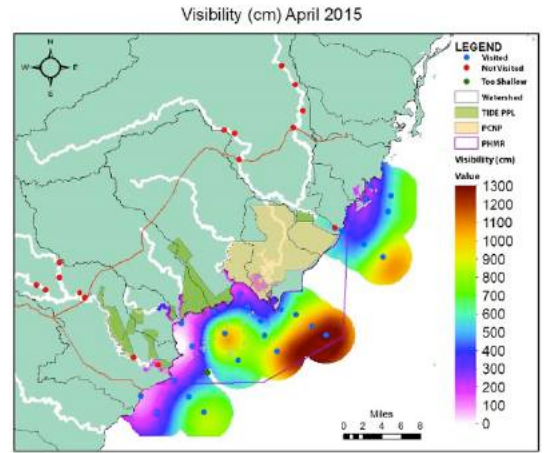 Visibility (cm) April 2015
N
W E
S
LEGEND
Visited
Not Visited
Too Shallow
Watershed
TIDE PPL
PCNP
PHMR
Visibility (cm)
Value
1300
1200
1100
1000
900
800
700
600
500
400
300
200
100
0
Miles
0 2 4 6 8